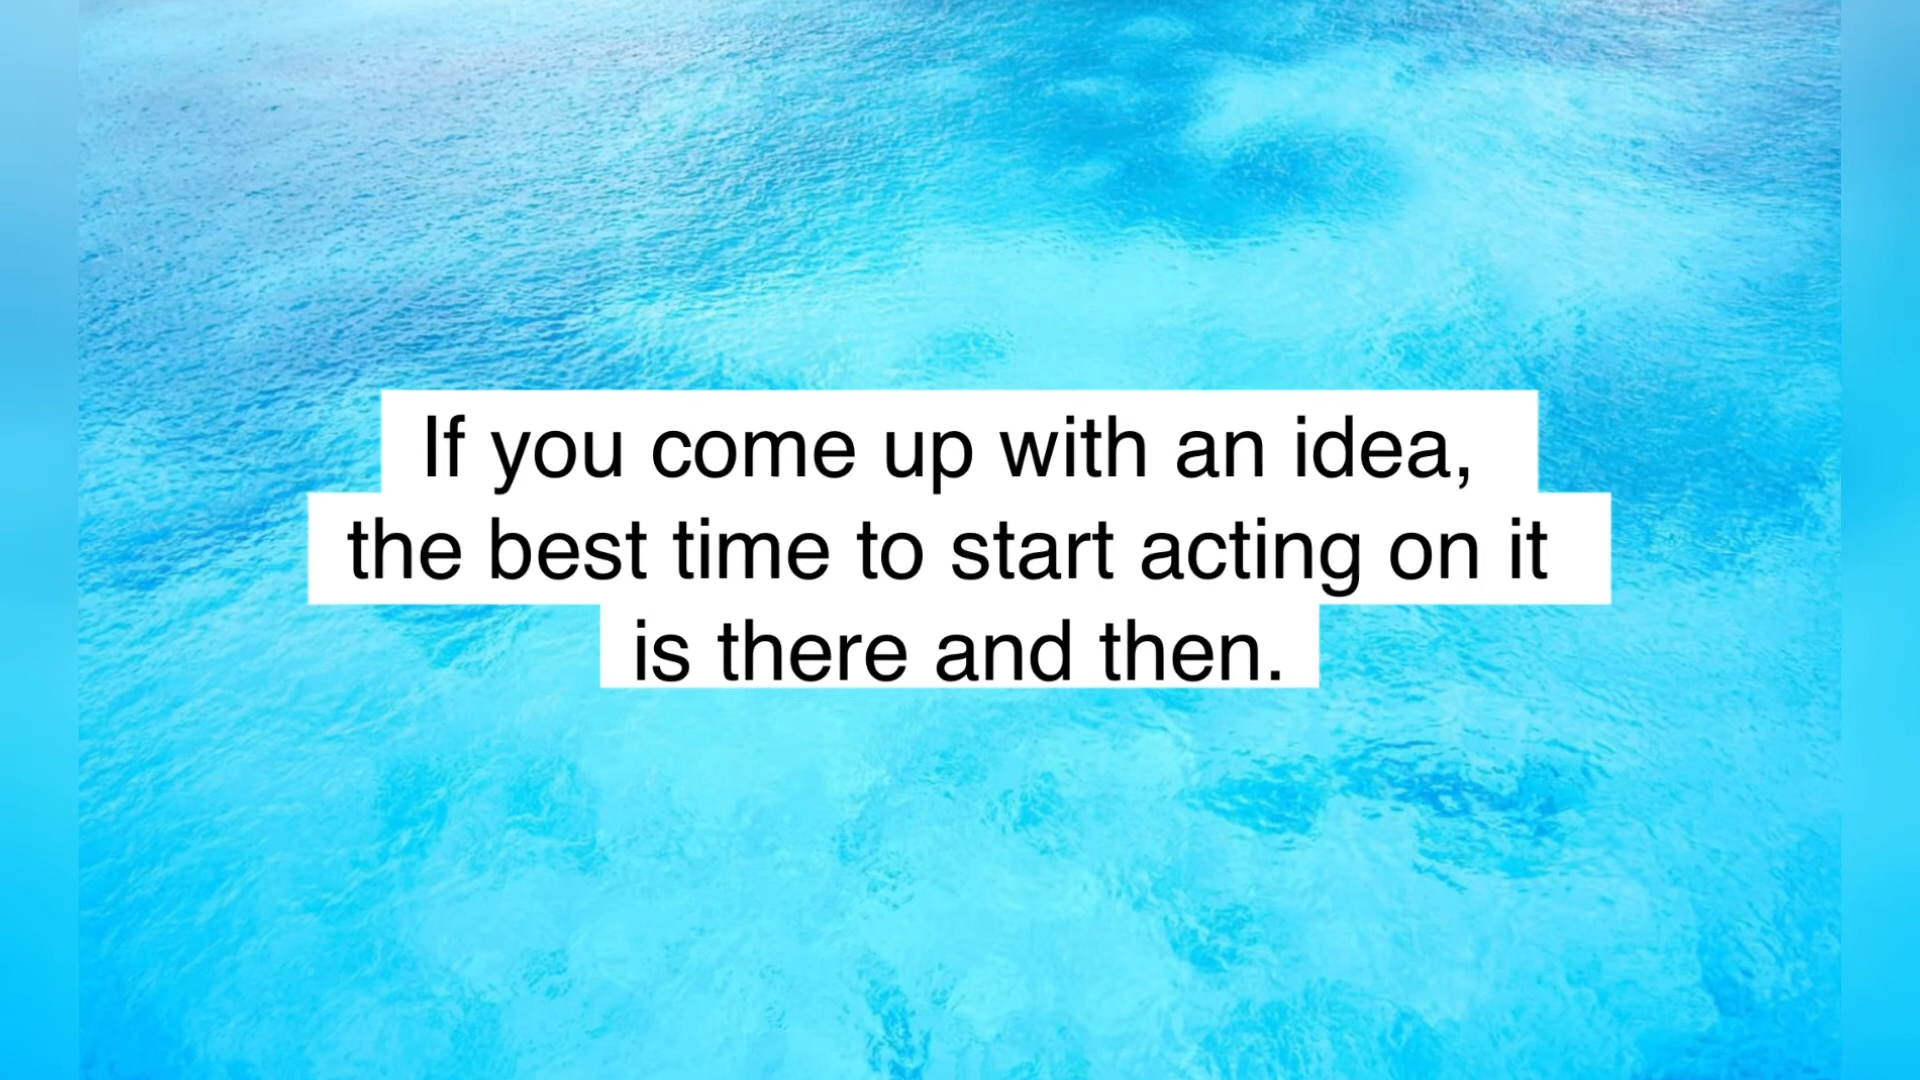 If you come up with an idea,
the best time to start acting on it
is there and then.